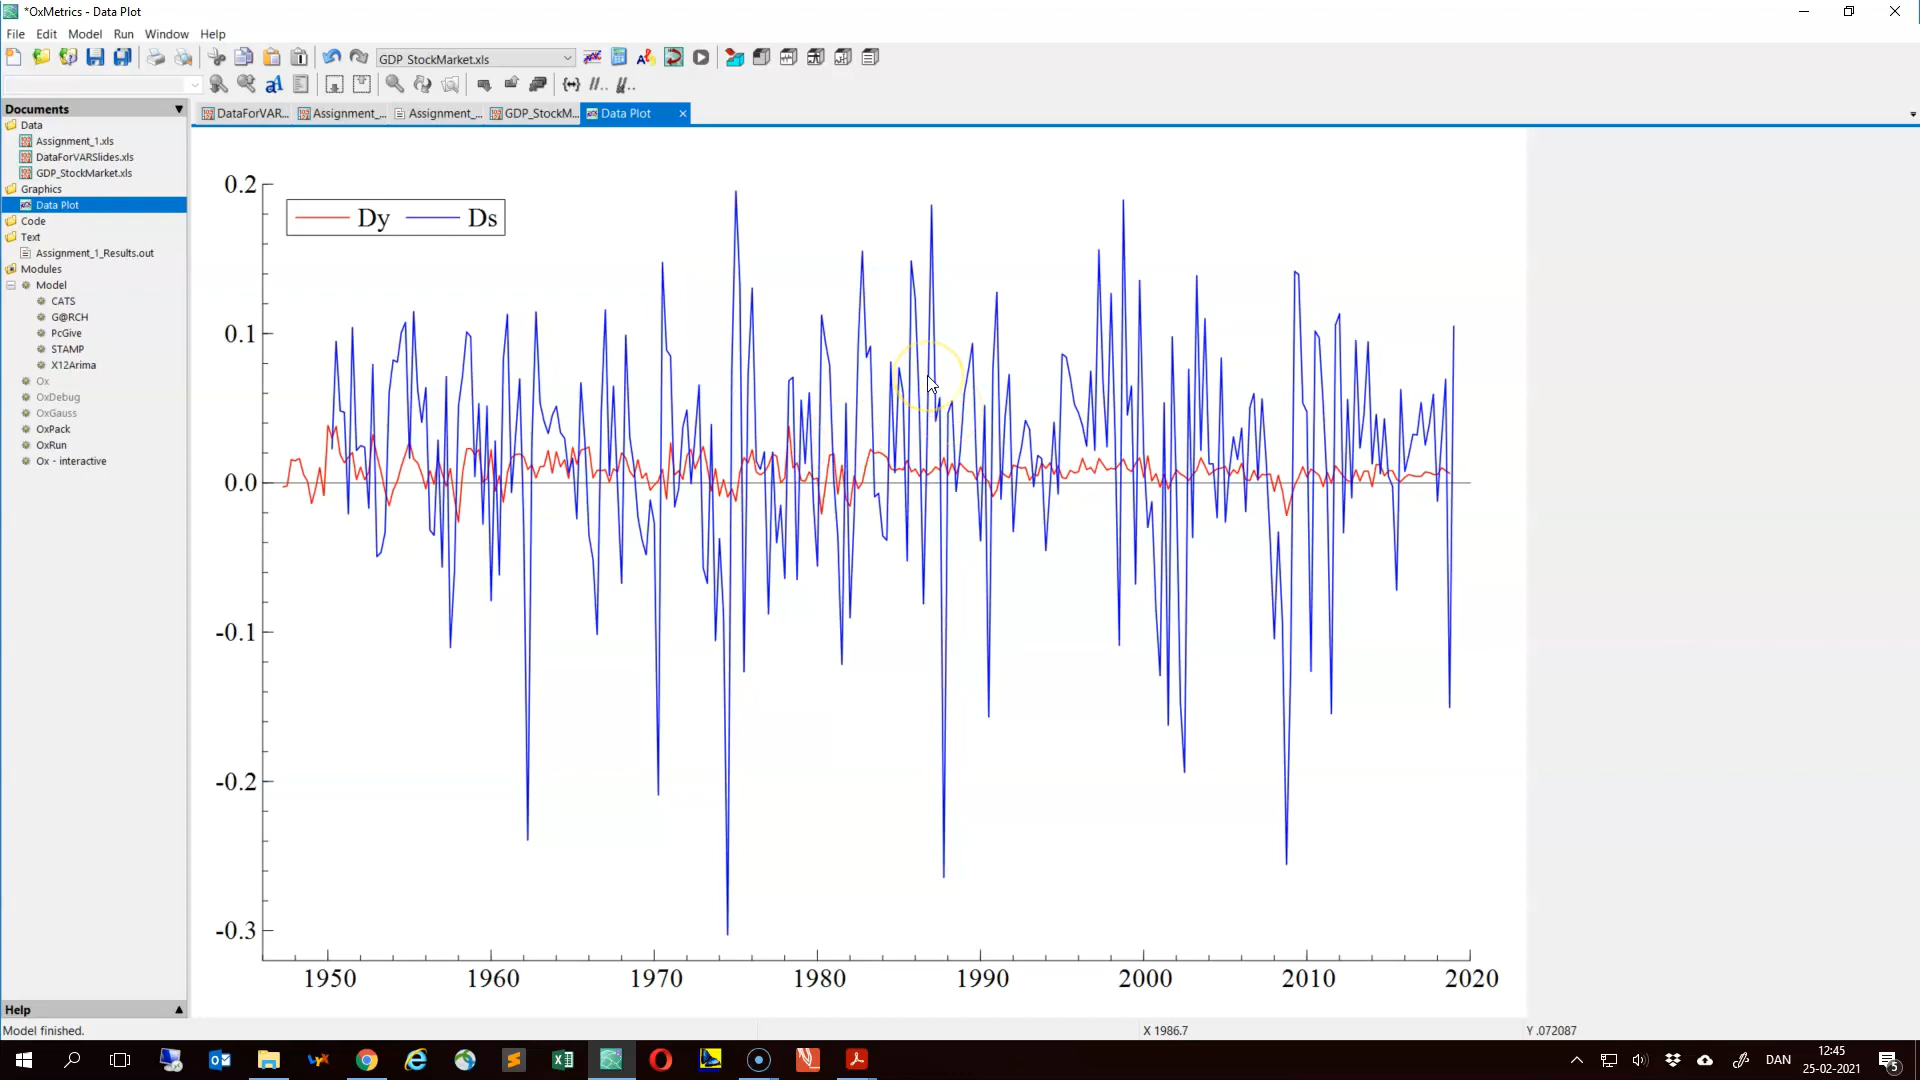 *OxMetrics - Data Plot
File Edit Model Run Window Help
GDP_StockMarket.xls
Documents
DataForVAR... Assignment_... Assignment_... GDP_StockM... Data Plot
Data
Assignment_1.xls
DataForVARSlides.xls
GDP_StockMarket.xls
Graphics
Data Plot
Code
Text
Assignment_1_Results.out
Modules
Model
CATS
G@RCH
PcGive
STAMP
X12Arima
Ox
OxDebug
OxGauss
OxPack
OxRun
Ox - interactive
Dy Ds
0.2
0.1
0.0
-0.1
-0.2
-0.3
1950 1960 1970 1980 1990 2000 2010 2020
Help
Model finished.
X 1986.7
Y .072087
DAN
12:45
25-02-2021
5